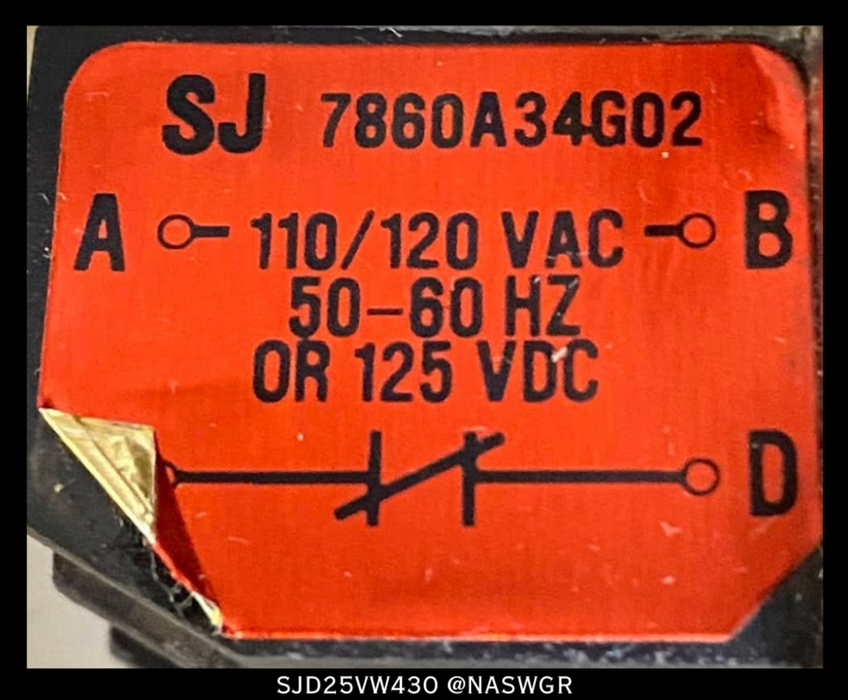 SJ 7860A34G02
A 110/120 VAC B
50-60 HZ
OR 125 VDC
D
SJD25VW430 @NASWGR